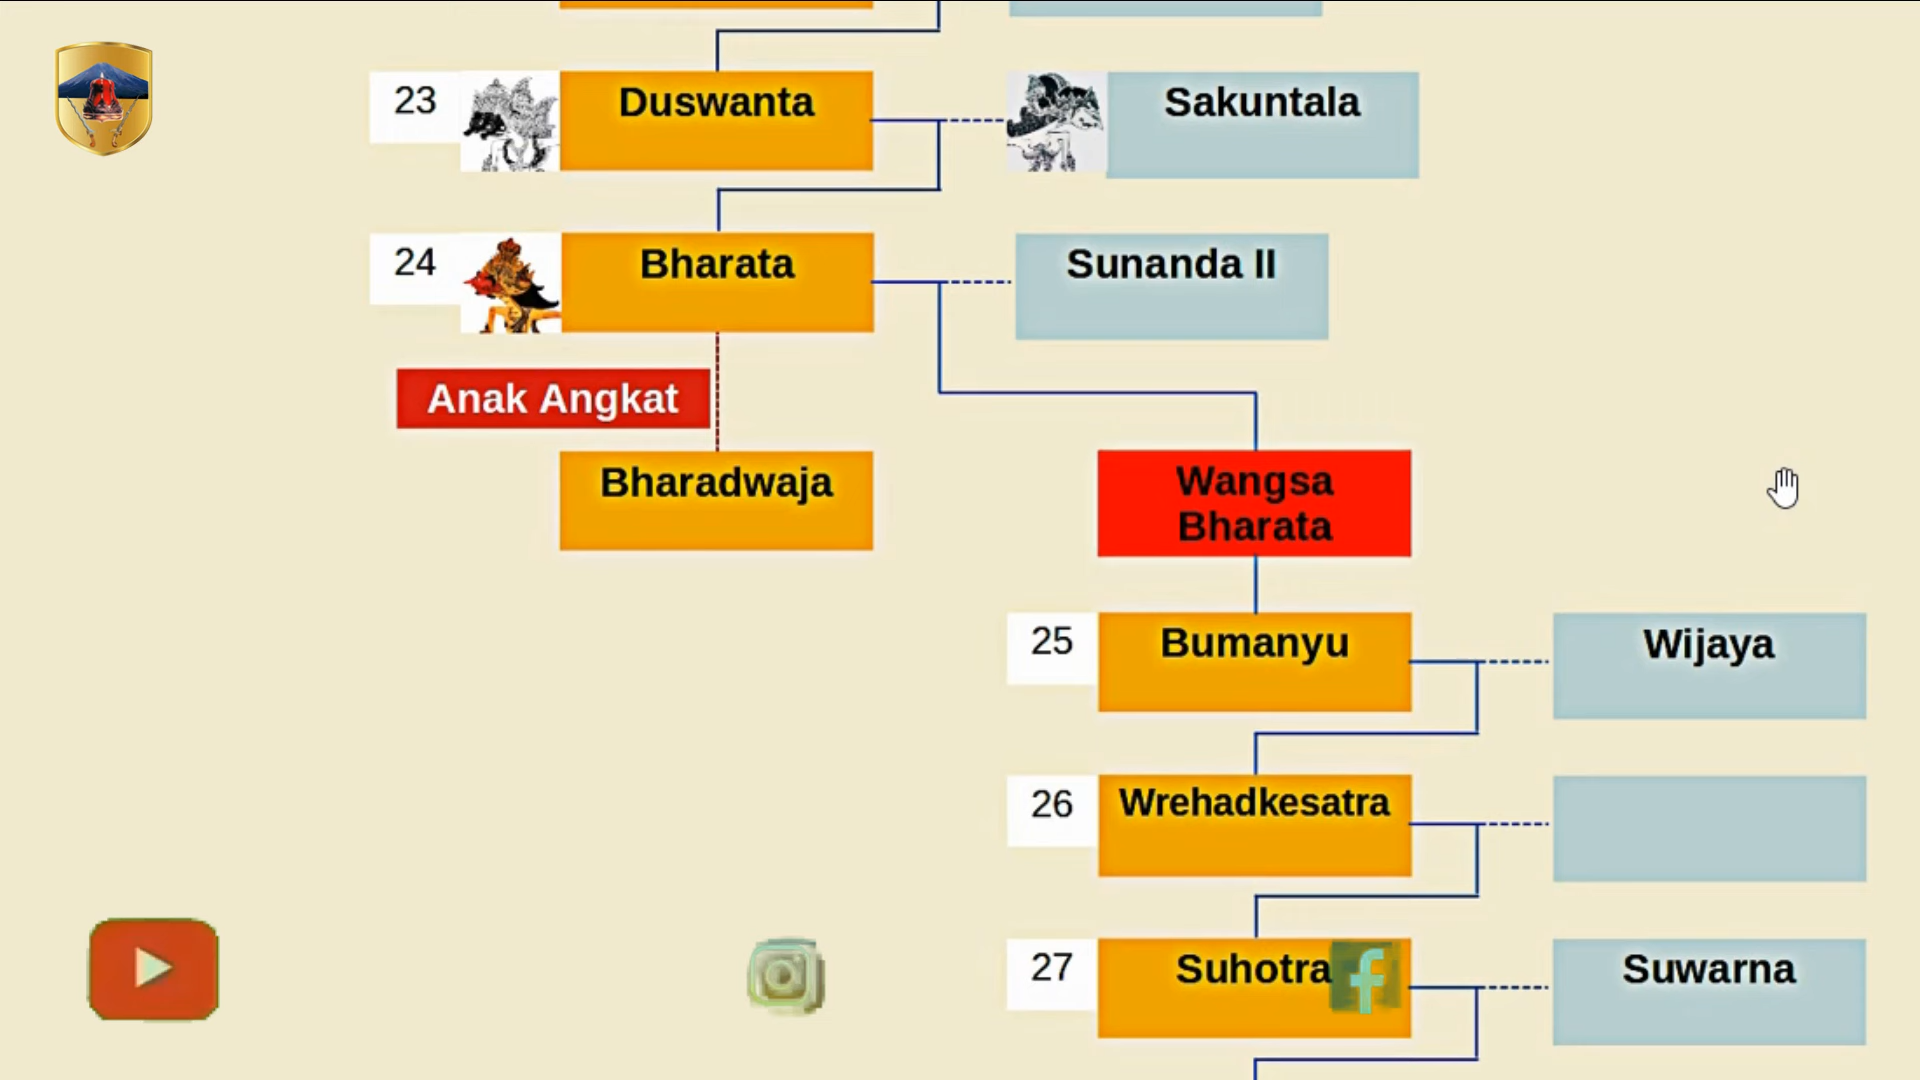 23
Duswanta
Sakuntala
24
Bharata
Sunanda II
Anak Angkat
Bharadwaja
Wangsa
Bharata
25
Bumanyu
Wijaya
26
Wrehadkesatra
27
Suhotra
Suwarna